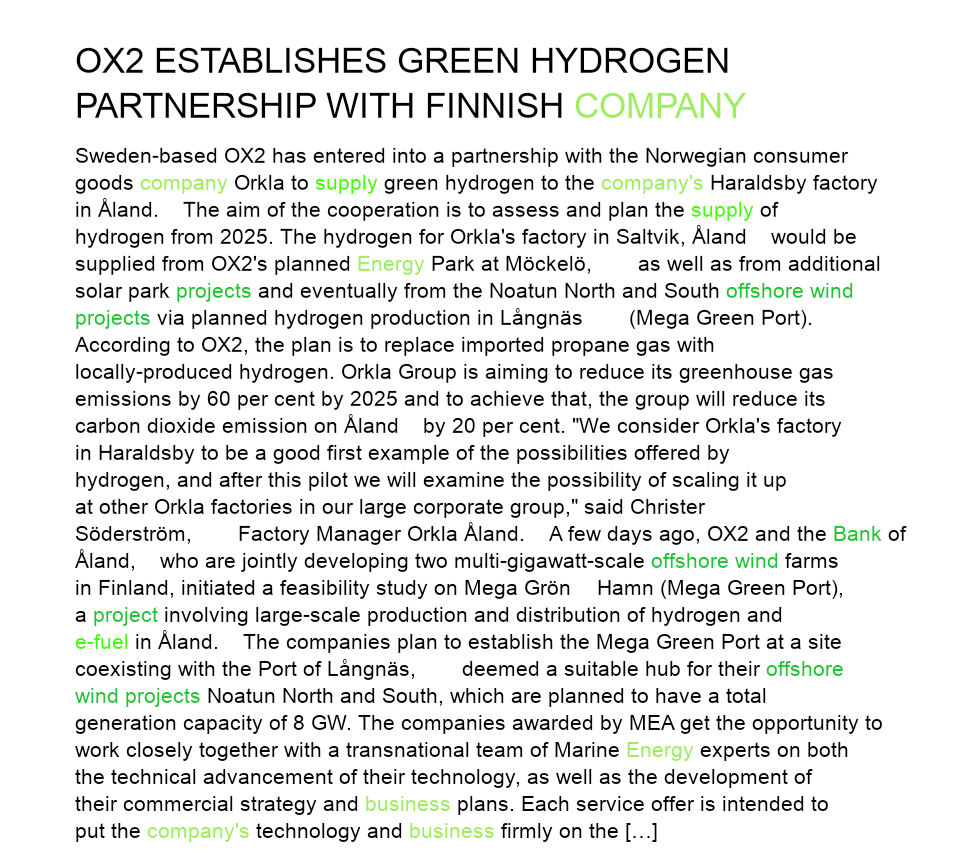 OX2 ESTABLISHES GREEN HYDROGEN
PARTNERSHIP WITH FINNISH COMPANY
Sweden-based OX2 has entered into a partnership with the Norwegian consumer
goods company Orkla to supply green hydrogen to the company's Haraldsby factory
in Åland. The aim of the cooperation is to assess and plan the supply of
hydrogen from 2025. The hydrogen for Orkla's factory in Saltvik, Åland would be
supplied from OX2's planned Energy Park at Möckelö, as well as from additional
solar park projects and eventually from the Noatun North and South offshore wind
projects via planned hydrogen production in Långnäs (Mega Green Port).
According to OX2, the plan is to replace imported propane gas with
locally-produced hydrogen. Orkla Group is aiming to reduce its greenhouse gas
emissions by 60 per cent by 2025 and to achieve that, the group will reduce its
carbon dioxide emission on Åland by 20 per cent. "We consider Orkla's factory
in Haraldsby to be a good first example of the possibilities offered by
hydrogen, and after this pilot we will examine the possibility of scaling it up
at other Orkla factories in our large corporate group," said Christer
Söderström, Factory Manager Orkla Åland. A few days ago, OX2 and the Bank of
Åland, who are jointly developing two multi-gigawatt-scale offshore wind farms
in Finland, initiated a feasibility study on Mega Grön Hamn (Mega Green Port),
a project involving large-scale production and distribution of hydrogen and
e-fuel in Åland. The companies plan to establish the Mega Green Port at a site
coexisting with the Port of Långnäs, deemed a suitable hub for their offshore
wind projects Noatun North and South, which are planned to have a total
generation capacity of 8 GW. The companies awarded by MEA get the opportunity to
work closely together with a transnational team of Marine Energy experts on both
the technical advancement of their technology, as well as the development of
their commercial strategy and business plans. Each service offer is intended to
put the company's technology and business firmly on the […]